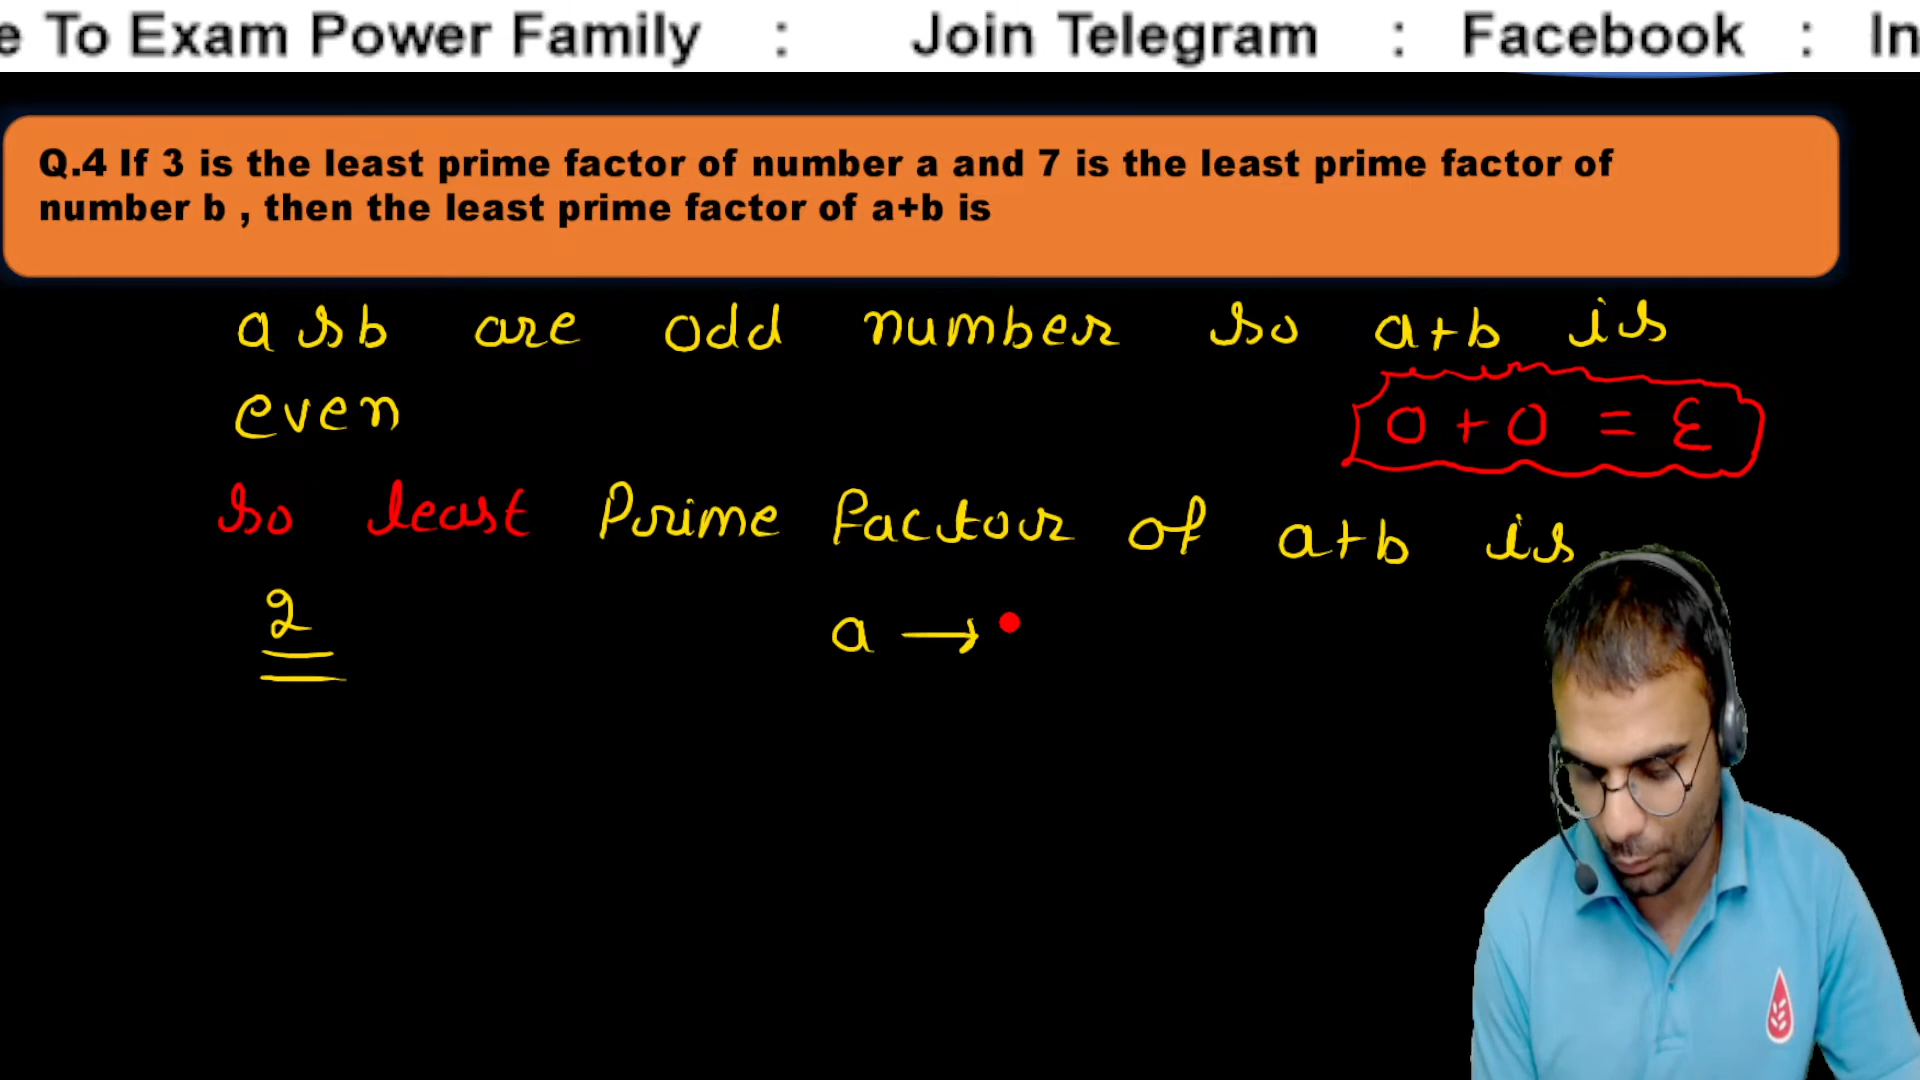 e To Exam Power Family : Join Telegram : Facebook : In
Q.4 If 3 is the least prime factor of number a and 7 is the least prime factor of
number b , then the least prime factor of a+b is
a & b are odd number so a+b is
even
0 + 0 = ε
so least Prime Factor of a+b is
2
a →